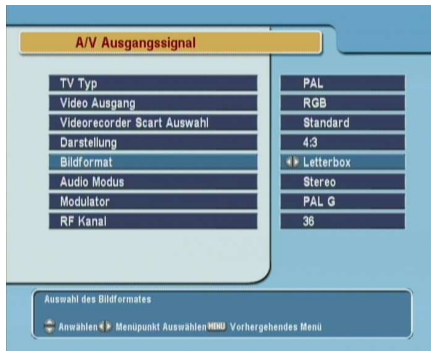 A/V Ausgangssignal
TV Typ PAL
Video Ausgang RGB
Videorecorder Scart Auswahl Standard
Darstellung 4:3
Bildformat Letterbox
Audio Modus Stereo
Modulator PAL G
RF Kanal 36
Auswahl des Bildformates
Anwählen Menüpunkt Auswählen MENU Vorhergehendes Menü